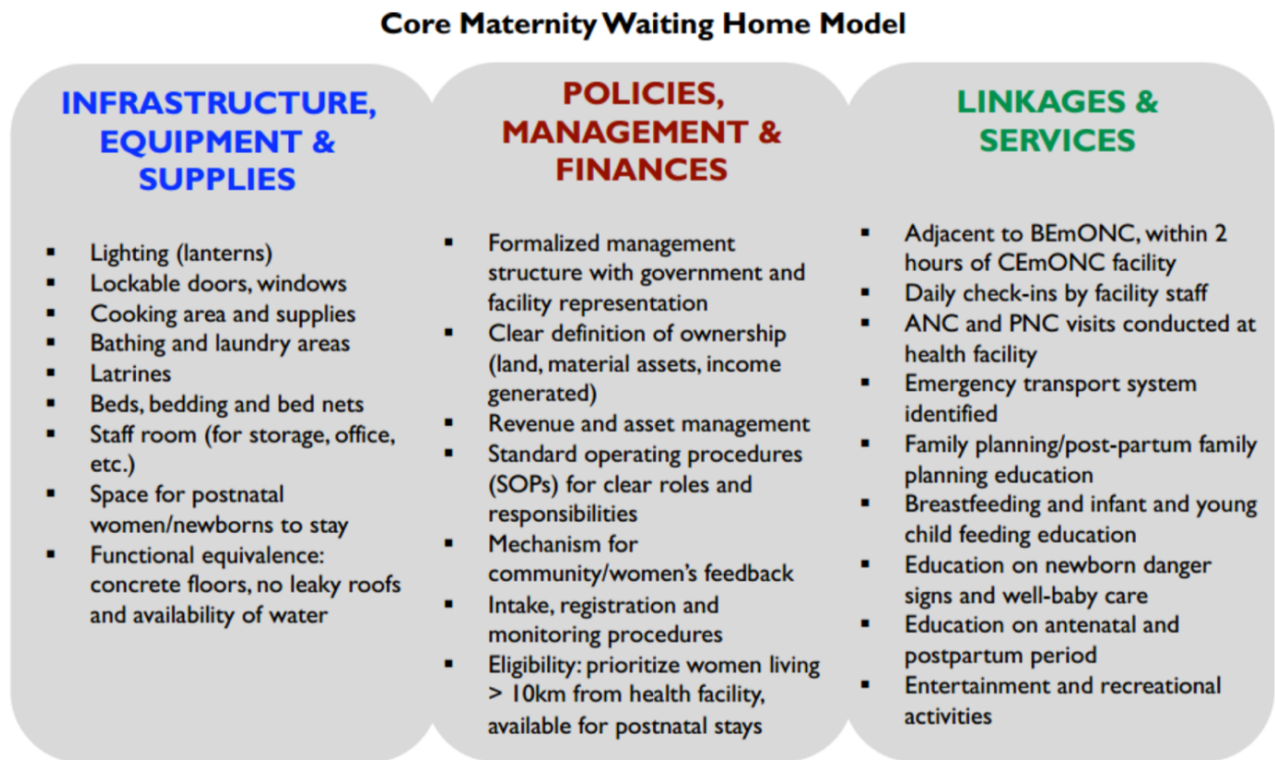 Core Maternity Waiting Home Model
INFRASTRUCTURE,
EQUIPMENT &
SUPPLIES
▪ Lighting (lanterns)
▪ Lockable doors, windows
▪ Cooking area and supplies
▪ Bathing and laundry areas
▪ Latrines
▪ Beds, bedding and bed nets
▪ Staff room (for storage, office,
etc.)
▪ Space for postnatal
women/newborns to stay
▪ Functional equivalence:
concrete floors, no leaky roofs
and availability of water
POLICIES,
MANAGEMENT &
FINANCES
▪ Formalized management
structure with government and
facility representation
▪ Clear definition of ownership
(land, material assets, income
generated)
▪ Revenue and asset management
▪ Standard operating procedures
(SOPs) for clear roles and
responsibilities
▪ Mechanism for
community/women's feedback
▪ Intake, registration and
monitoring procedures
▪ Eligibility: prioritize women living
> 10km from health facility,
available for postnatal stays
LINKAGES &
SERVICES
▪ Adjacent to BEmONC, within 2
hours of CEmONC facility
▪ Daily check-ins by facility staff
▪ ANC and PNC visits conducted at
health facility
▪ Emergency transport system
identified
▪ Family planning/post-partum family
planning education
▪ Breastfeeding and infant and young
child feeding education
▪ Education on newborn danger
signs and well-baby care
▪ Education on antenatal and
postpartum period
▪ Entertainment and recreational
activities